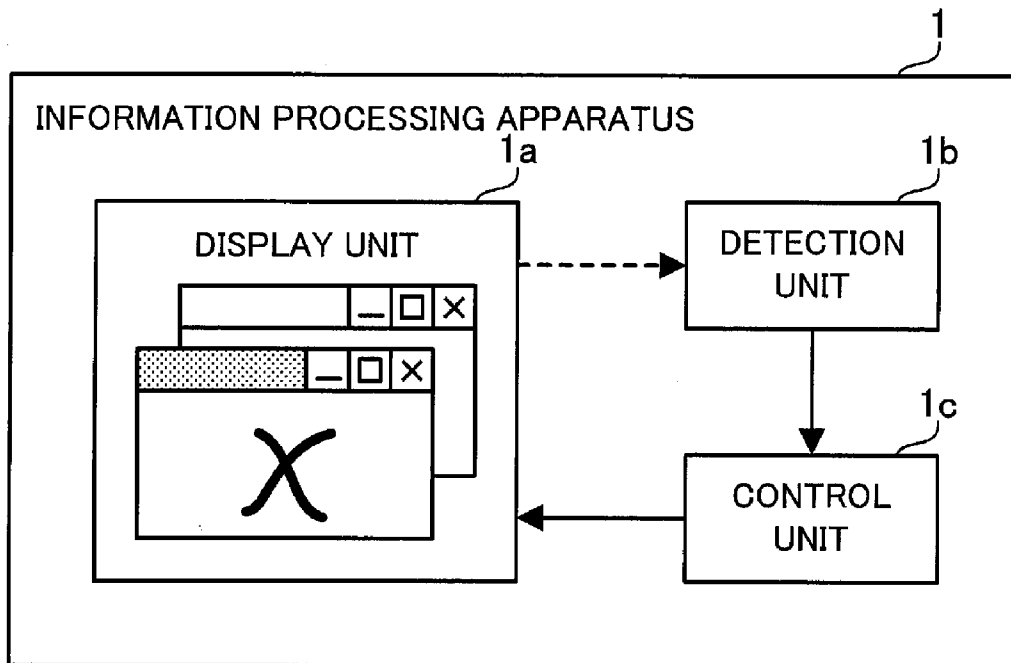 1
INFORMATION PROCESSING APPARATUS
1a
1b
DISPLAY UNIT
DETECTION
UNIT
X
1c
CONTROL
UNIT